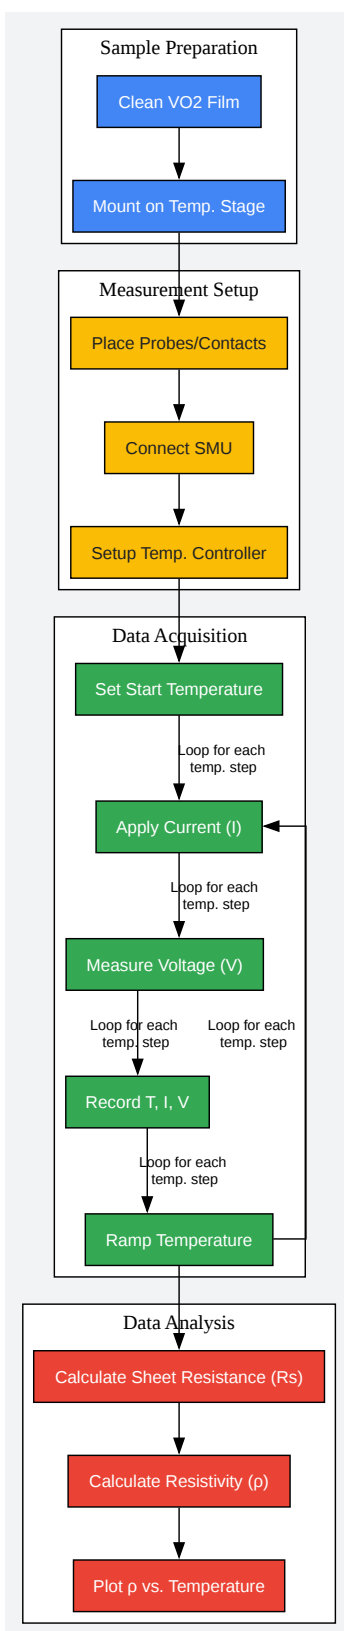 Sample Preparation
Clean VO2 Film
Mount on Temp. Stage
Measurement Setup
Place Probes/Contacts
Connect SMU
Setup Temp. Controller
Data Acquisition
Set Start Temperature
Loop for each
temp. step
Apply Current (I)
Loop for each
temp. step
Measure Voltage (V)
Loop for each
temp. step
Loop for each
temp. step
Record T, I, V
Loop for each
temp. step
Ramp Temperature
Data Analysis
Calculate Sheet Resistance (Rs)
Calculate Resistivity (ρ)
Plot ρ vs. Temperature